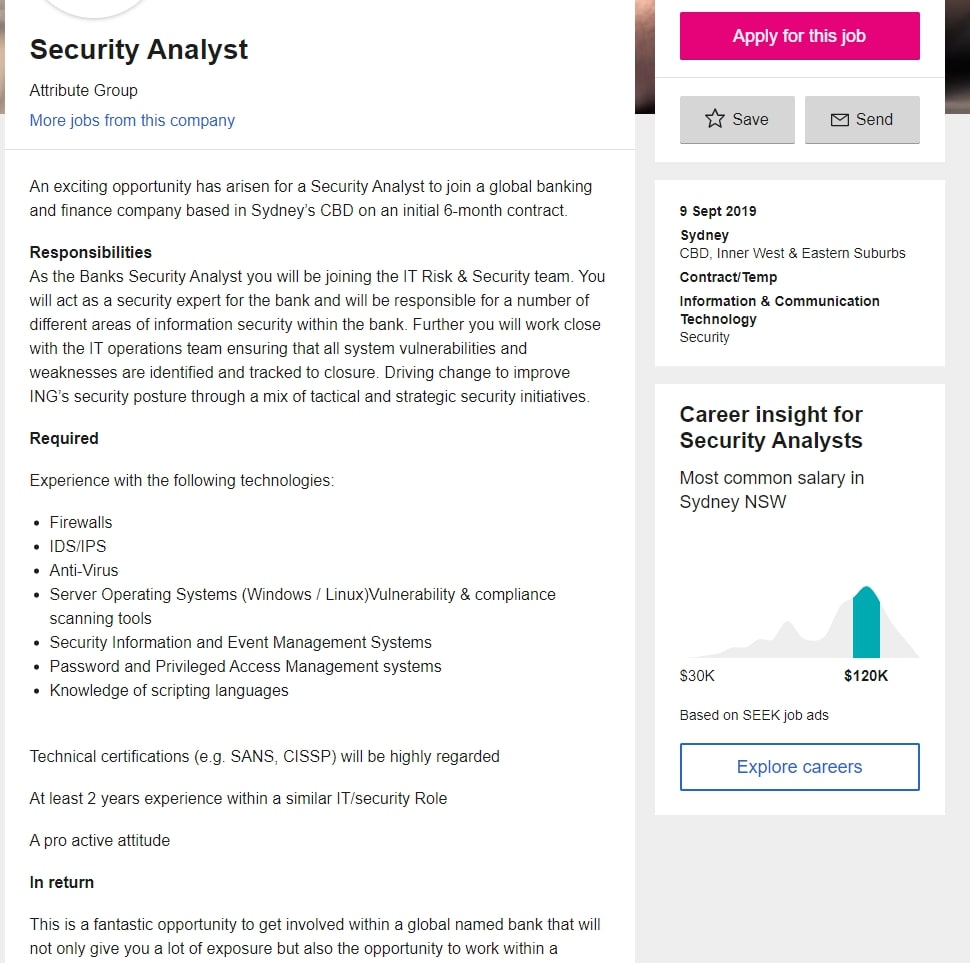 Security Analyst
Attribute Group
More jobs from this company
An exciting opportunity has arisen for a Security Analyst to join a global banking
and finance company based in Sydney's CBD on an initial 6-month contract.
Responsibilities
As the Banks Security Analyst you will be joining the IT Risk & Security team. You
will act as a security expert for the bank and will be responsible for a number of
different areas of information security within the bank. Further you will work close
with the IT operations team ensuring that all system vulnerabilities and
weaknesses are identified and tracked to closure. Driving change to improve
ING's security posture through a mix of tactical and strategic security initiatives.
Required
Experience with the following technologies:
• Firewalls
• IDS/IPS
• Anti-Virus
• Server Operating Systems (Windows / Linux)Vulnerability & compliance
scanning tools
• Security Information and Event Management Systems
• Password and Privileged Access Management systems
• Knowledge of scripting languages
Technical certifications (e.g. SANS, CISSP) will be highly regarded
At least 2 years experience within a similar IT/security Role
A pro active attitude
In return
This is a fantastic opportunity to get involved within a global named bank that will
not only give you a lot of exposure but also the opportunity to work within a
Apply for this job
Save
Send
9 Sept 2019
Sydney
CBD, Inner West & Eastern Suburbs
Contract/Temp
Information & Communication
Technology
Security
Career insight for
Security Analysts
Most common salary in
Sydney NSW
$30K
$120K
Based on SEEK job ads
Explore careers